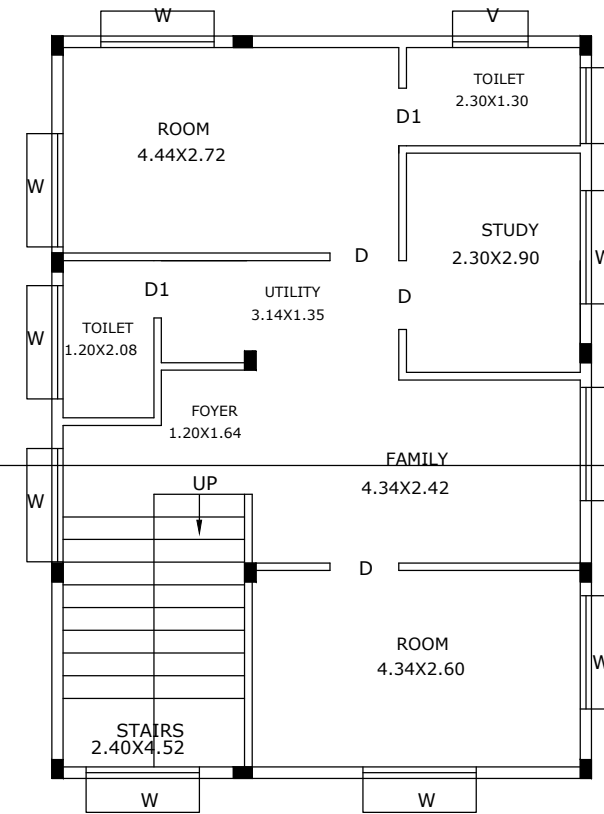 W
V
TOILET
2.30X1.30
D1
ROOM
4.44X2.72
W
STUDY
2.30X2.90
W
D
D1
UTILITY
3.14X1.35
D
TOILET
1.20X2.08
W
FOYER
1.20X1.64
FAMILY
4.34X2.42
UP
W
D
ROOM
4.34X2.60
W
STAIRS
2.40X4.52
W
W